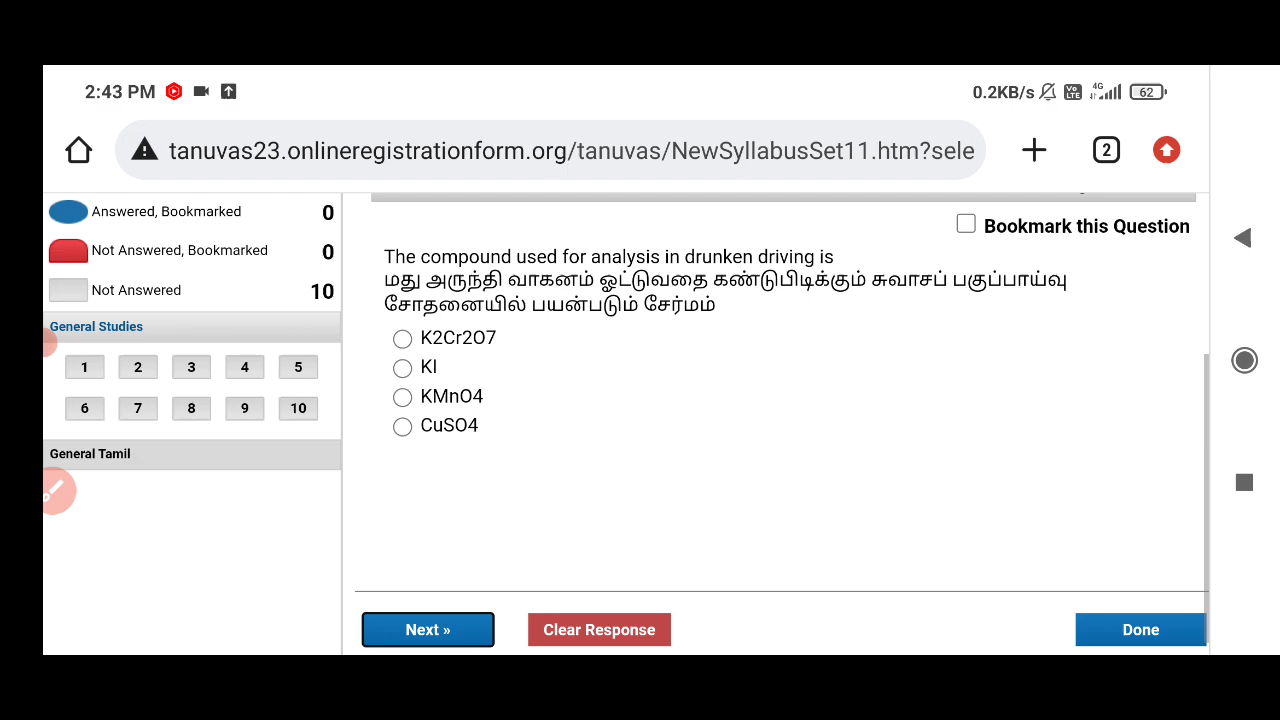 2:43 PM
0.2KB/s Vo LTE 4G 62
tanuvas23.onlineregistrationform.org/tanuvas/NewSyllabusSet11.htm?sele
2
Answered, Bookmarked 0
Not Answered, Bookmarked 0
Not Answered 10
General Studies
1 2 3 4 5
6 7 8 9 10
General Tamil
Bookmark this Question
The compound used for analysis in drunken driving is
மது அருந்தி வாகனம் ஓட்டுவதை கண்டுபிடிக்கும் சுவாசப் பகுப்பாய்வு
சோதனையில் பயன்படும் சேர்மம்
K2Cr2O7
KI
KMnO4
CuSO4
Next »
Clear Response
Done